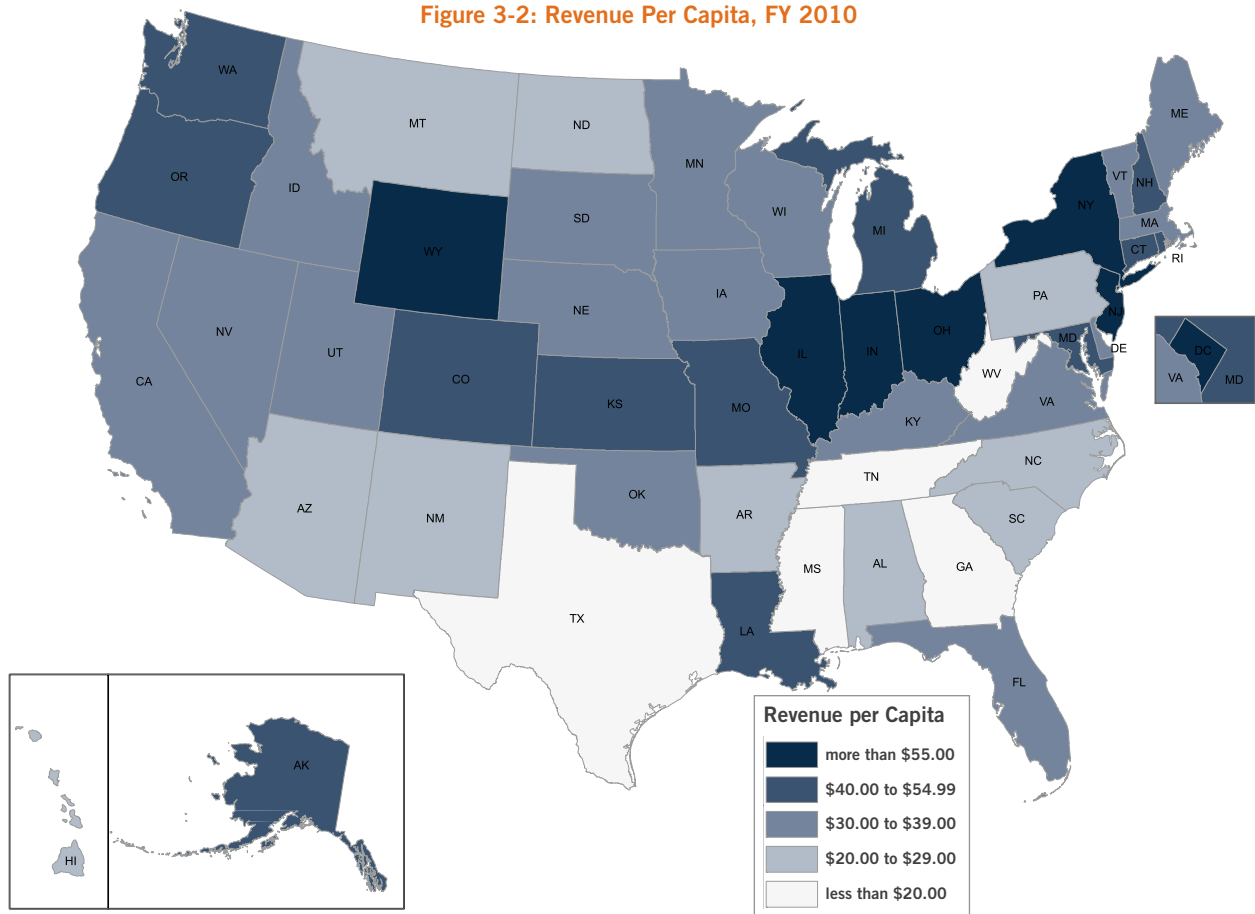 Figure 3-2: Revenue Per Capita, FY 2010
WA
MT
ND
MN
ME
VT
NH
OR
ID
SD
WI
MI
NY
MA
CT
RI
WY
IA
PA
NE
NJ
NV
UT
IL
IN
OH
MD
DE
CA
CO
KS
MO
WV
VA
KY
DC
VA
MD
AZ
NM
OK
AR
TN
NC
SC
MS
AL
GA
TX
LA
FL
AK
HI
Revenue per Capita
more than $55.00
$40.00 to $54.99
$30.00 to $39.00
$20.00 to $29.00
less than $20.00